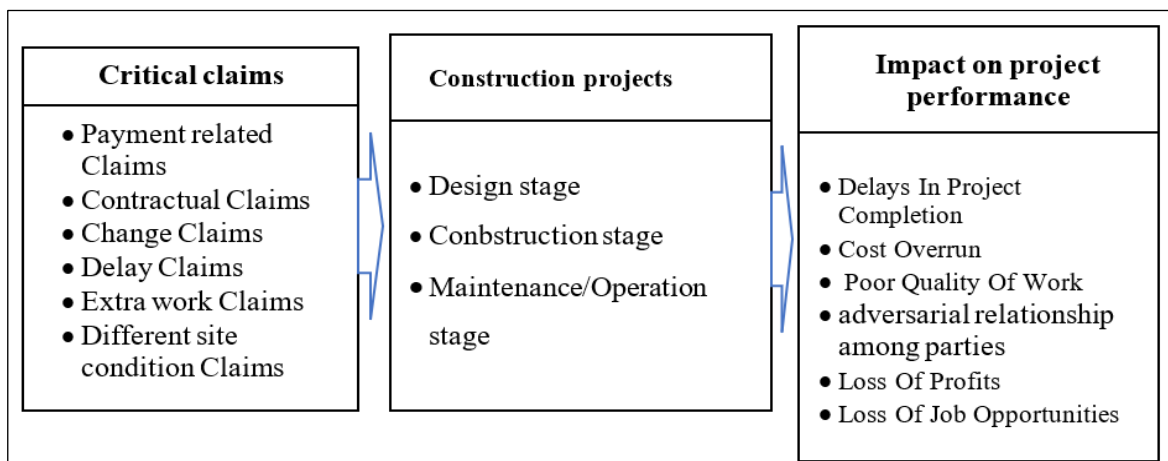 Critical claims
• Payment related
Claims
• Contractual Claims
• Change Claims
• Delay Claims
• Extra work Claims
• Different site
condition Claims
Construction projects
• Design stage
• Conbstruction stage
• Maintenance/Operation
stage
Impact on project
performance
• Delays In Project
Completion
• Cost Overrun
• Poor Quality Of Work
• adversarial relationship
among parties
• Loss Of Profits
• Loss Of Job Opportunities